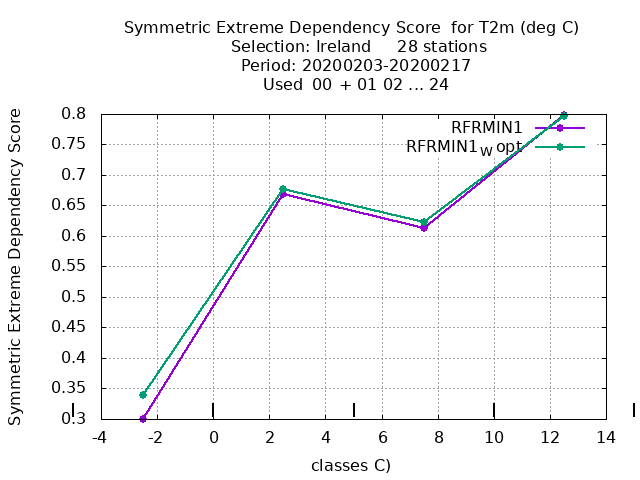 Symmetric Extreme Dependency Score  for T2m (deg C)
Selection: Ireland     28 stations
Period: 20200203-20200217
Used  00 + 01 02 ... 24
Symmetric Extreme Dependency Score
0.8
0.75
0.7
0.65
0.6
0.55
0.5
0.45
0.4
0.35
0.3
RFRMIN1
RFRMIN1W opt
-4 -2 0 2 4 6 8 10 12 14
classes C)